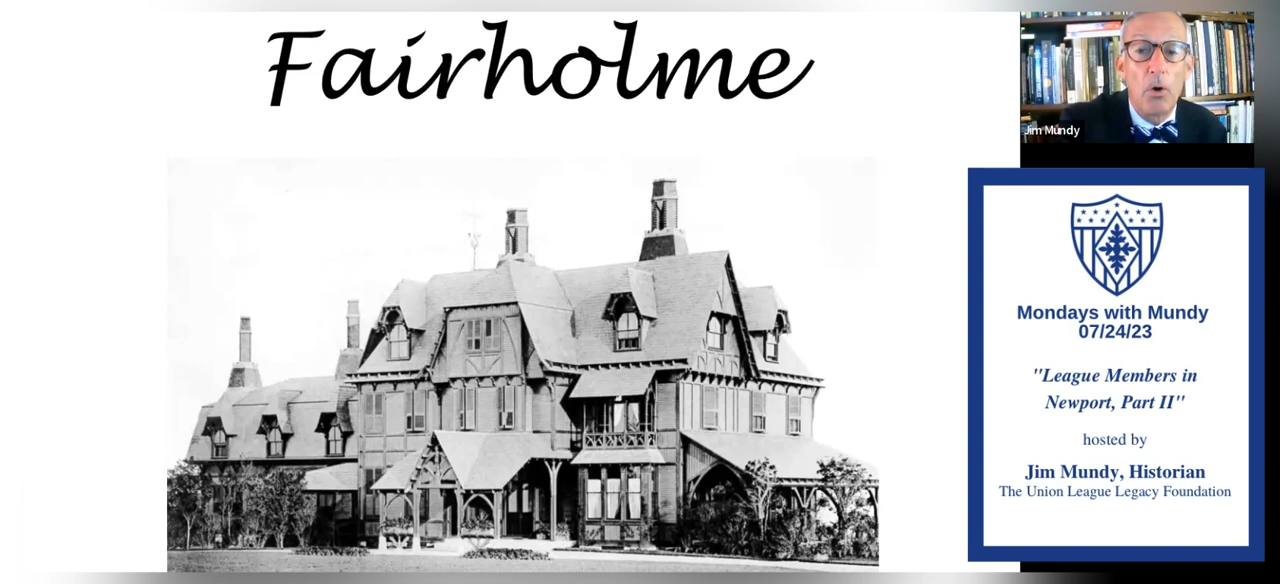 Fairholme
Jim Mundy
Mondays with Mundy
07/24/23
"League Members in
Newport, Part II"
hosted by
Jim Mundy, Historian
The Union League Legacy Foundation